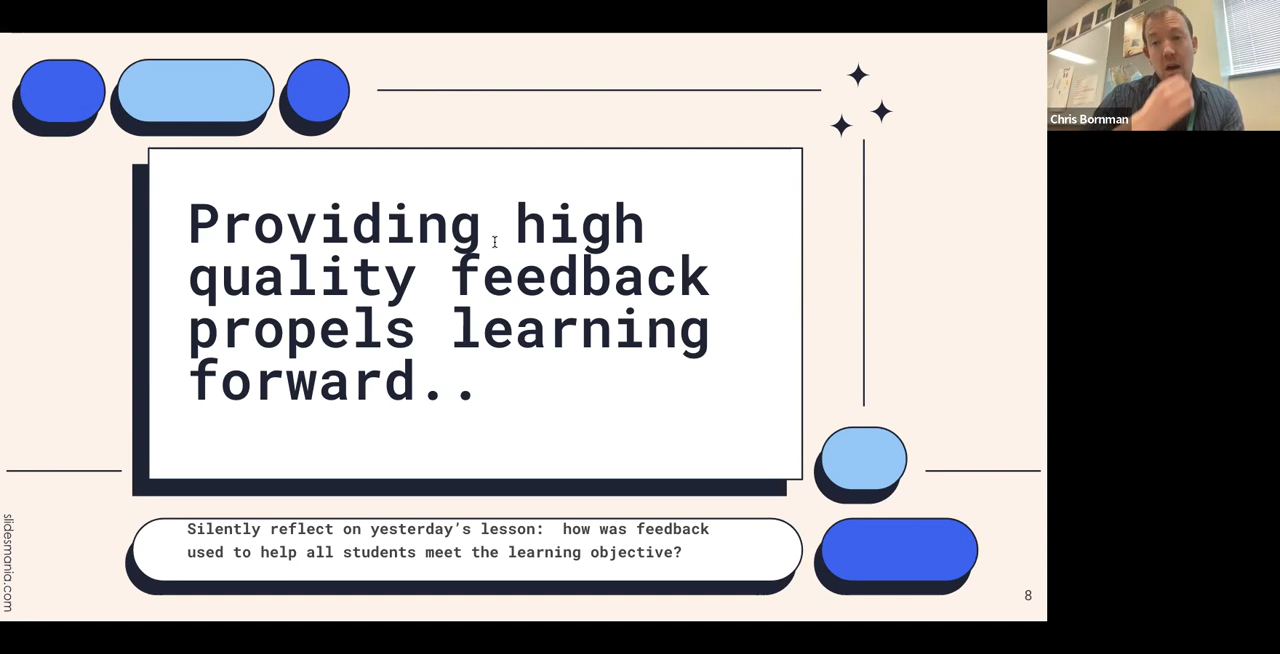 Providing high
quality feedback
propels learning
forward..
Silently reflect on yesterday’s lesson:  how was feedback
used to help all students meet the learning objective?
8
slidesmania.com
Chris Bornman